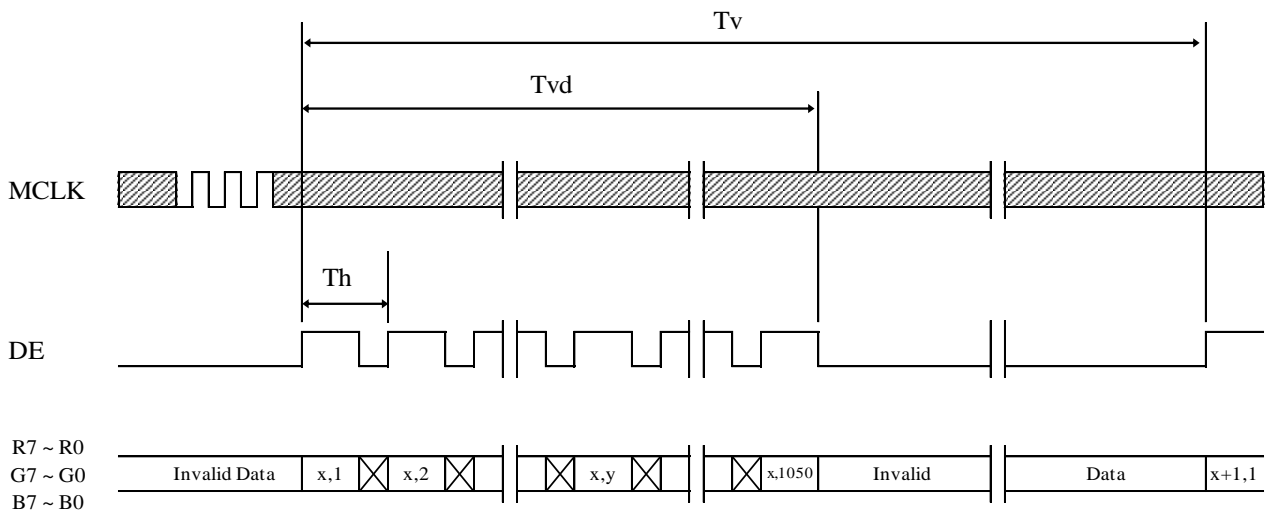 Tv
Tvd
MCLK
Th
DE
R7 ~ R0
G7 ~ G0
B7 ~ B0
Invalid Data
x,1
x,2
x,y
x,1050
Invalid
Data
x+1,1